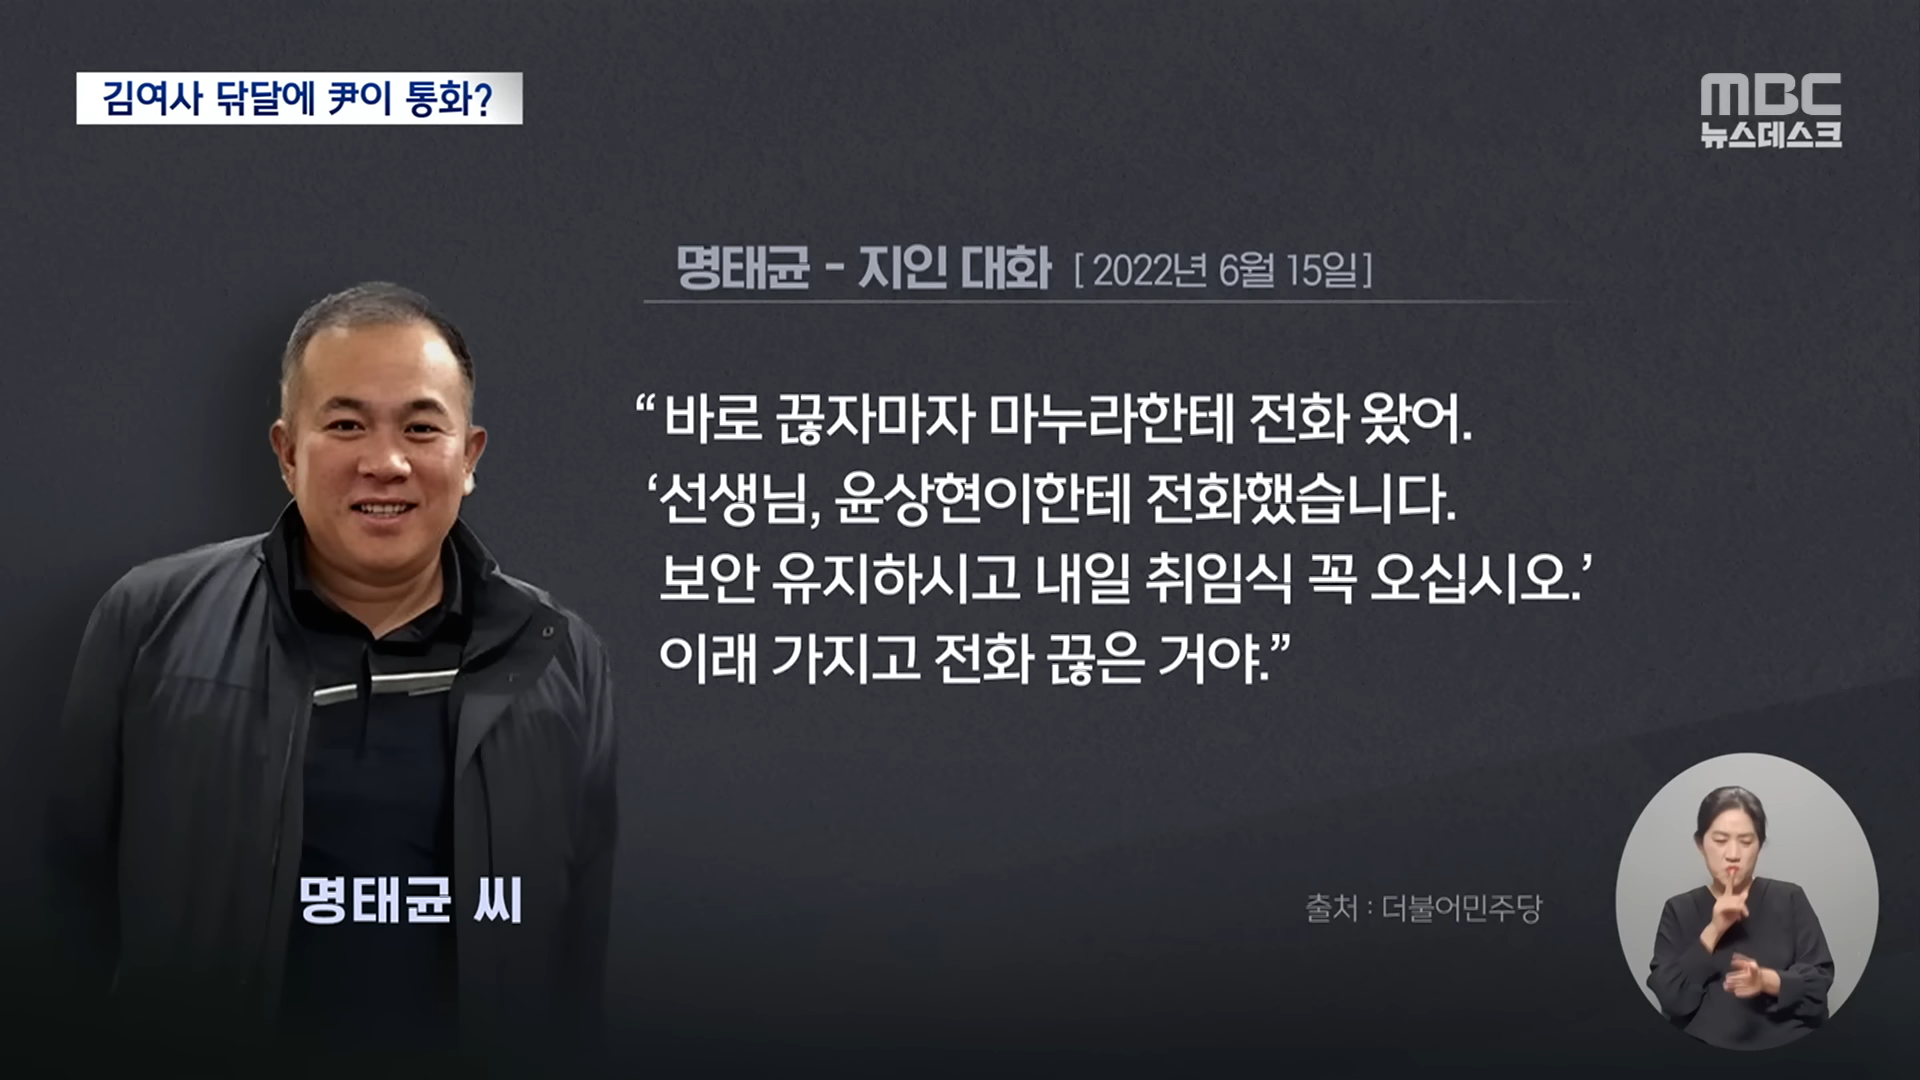 김여사 닦달에 尹이 통화?
MBC
뉴스데스크
명태균 - 지인 대화 [ 2022년 6월 15일 ]
“바로 끊자마자 마누라한테 전화 왔어.
‘선생님, 윤상현이한테 전화했습니다.
보안 유지하시고 내일 취임식 꼭 오십시오.’
이래 가지고 전화 끊은 거야.”
명태균 씨
출처 : 더불어민주당